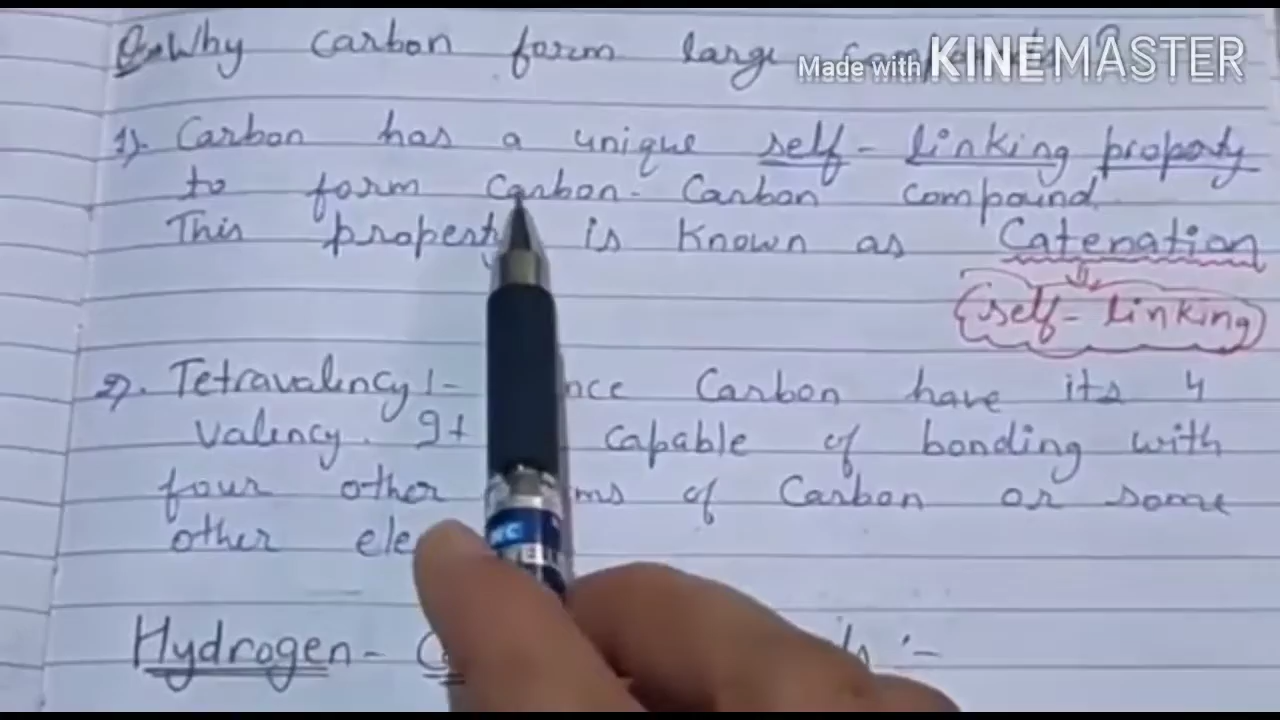 Q. Why carbon form large
Made with KINEMASTER
1). Carbon has a unique self-linking property
to form Carbon-Carbon compound.
This property is known as Catenation
self-linking
2). Tetravalency:- Carbon have its 4
valency. It capable of bonding with
four other of Carbon or some
other
Hydrogen-